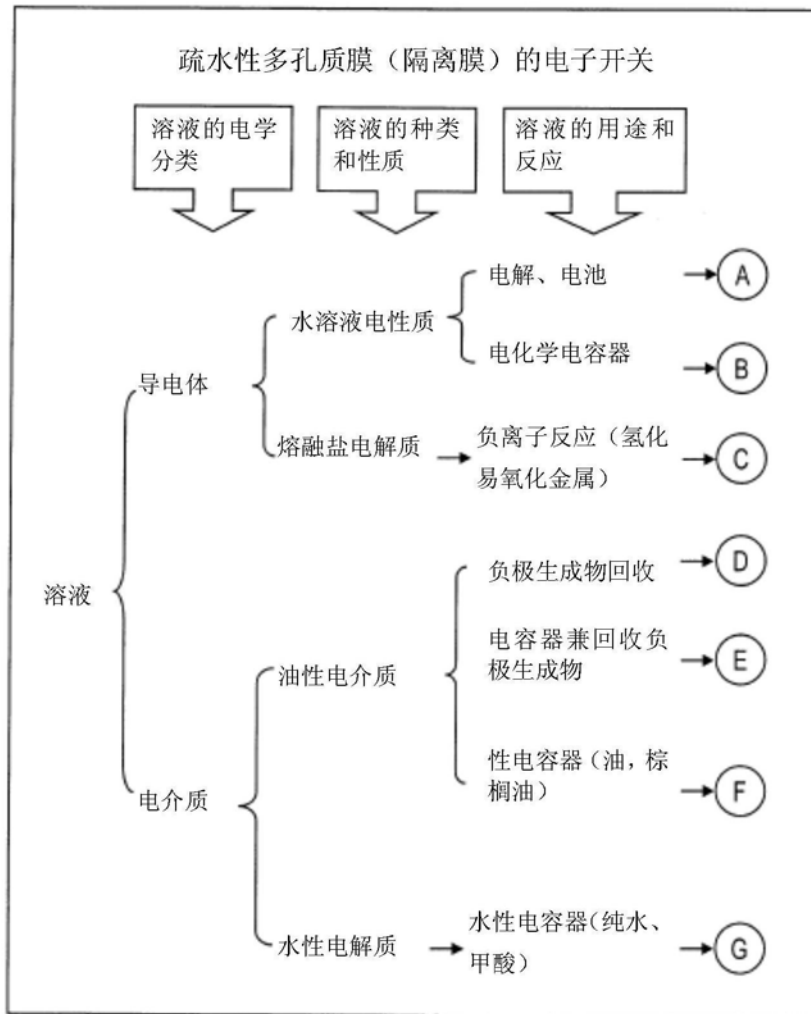 疏水性多孔质膜（隔离膜）的电子开关
溶液的电学
分类
溶液的种类
和性质
溶液的用途和
反应
电解、电池
A
水溶液电性质
电化学电容器
B
导电体
熔融盐电解质
负离子反应（氢化
易氧化金属）
C
溶液
负极生成物回收
D
油性电介质
电容器兼回收负
极生成物
E
性电容器（油，棕
榈油）
F
电介质
水性电解质
水性电容器（纯水、
甲酸）
G